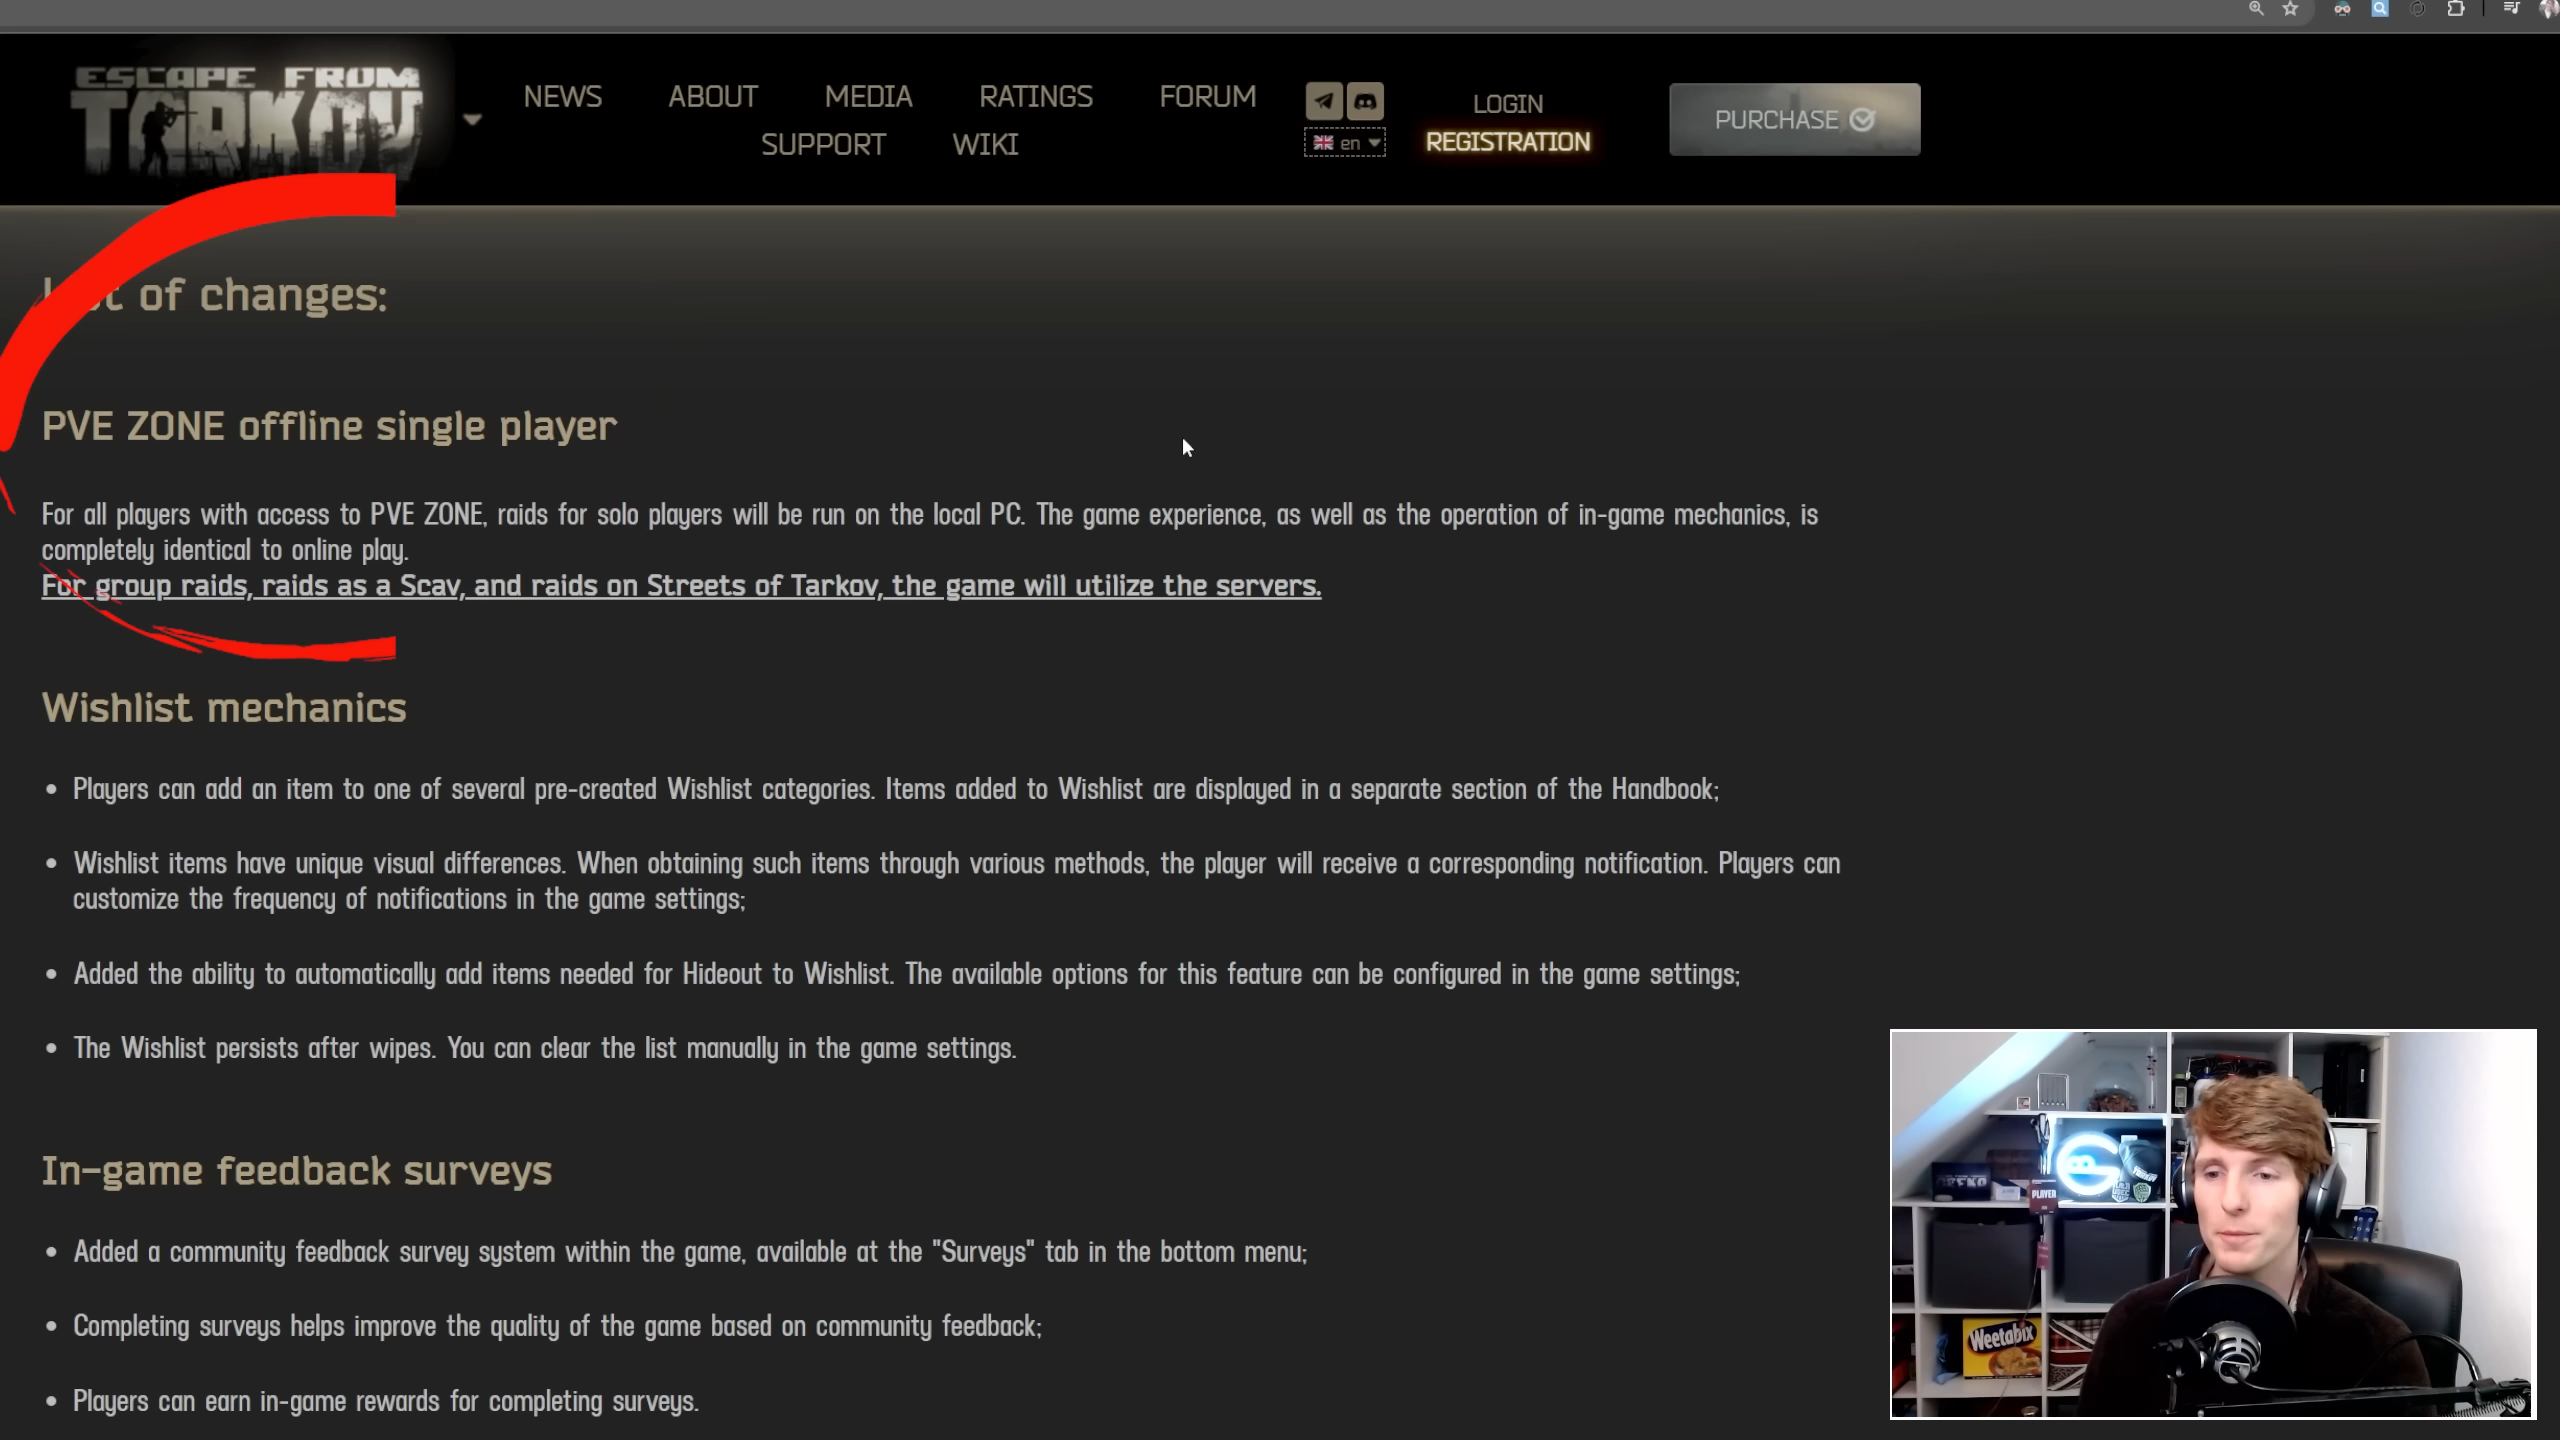 ESCAPE FROM
TARKOV
NEWS ABOUT MEDIA RATINGS FORUM
SUPPORT WIKI
en
LOGIN
REGISTRATION
PURCHASE
of changes:
PVE ZONE offline single player
For all players with access to PVE ZONE, raids for solo players will be run on the local PC. The game experience, as well as the operation of in-game mechanics, is
completely identical to online play.
For group raids, raids as a Scav, and raids on Streets of Tarkov, the game will utilize the servers.
Wishlist mechanics
• Players can add an item to one of several pre-created Wishlist categories. Items added to Wishlist are displayed in a separate section of the Handbook;
• Wishlist items have unique visual differences. When obtaining such items through various methods, the player will receive a corresponding notification. Players can
customize the frequency of notifications in the game settings;
• Added the ability to automatically add items needed for Hideout to Wishlist. The available options for this feature can be configured in the game settings;
• The Wishlist persists after wipes. You can clear the list manually in the game settings.
In-game feedback surveys
• Added a community feedback survey system within the game, available at the "Surveys" tab in the bottom menu;
• Completing surveys helps improve the quality of the game based on community feedback;
• Players can earn in-game rewards for completing surveys.
PLAYER
Weetabix